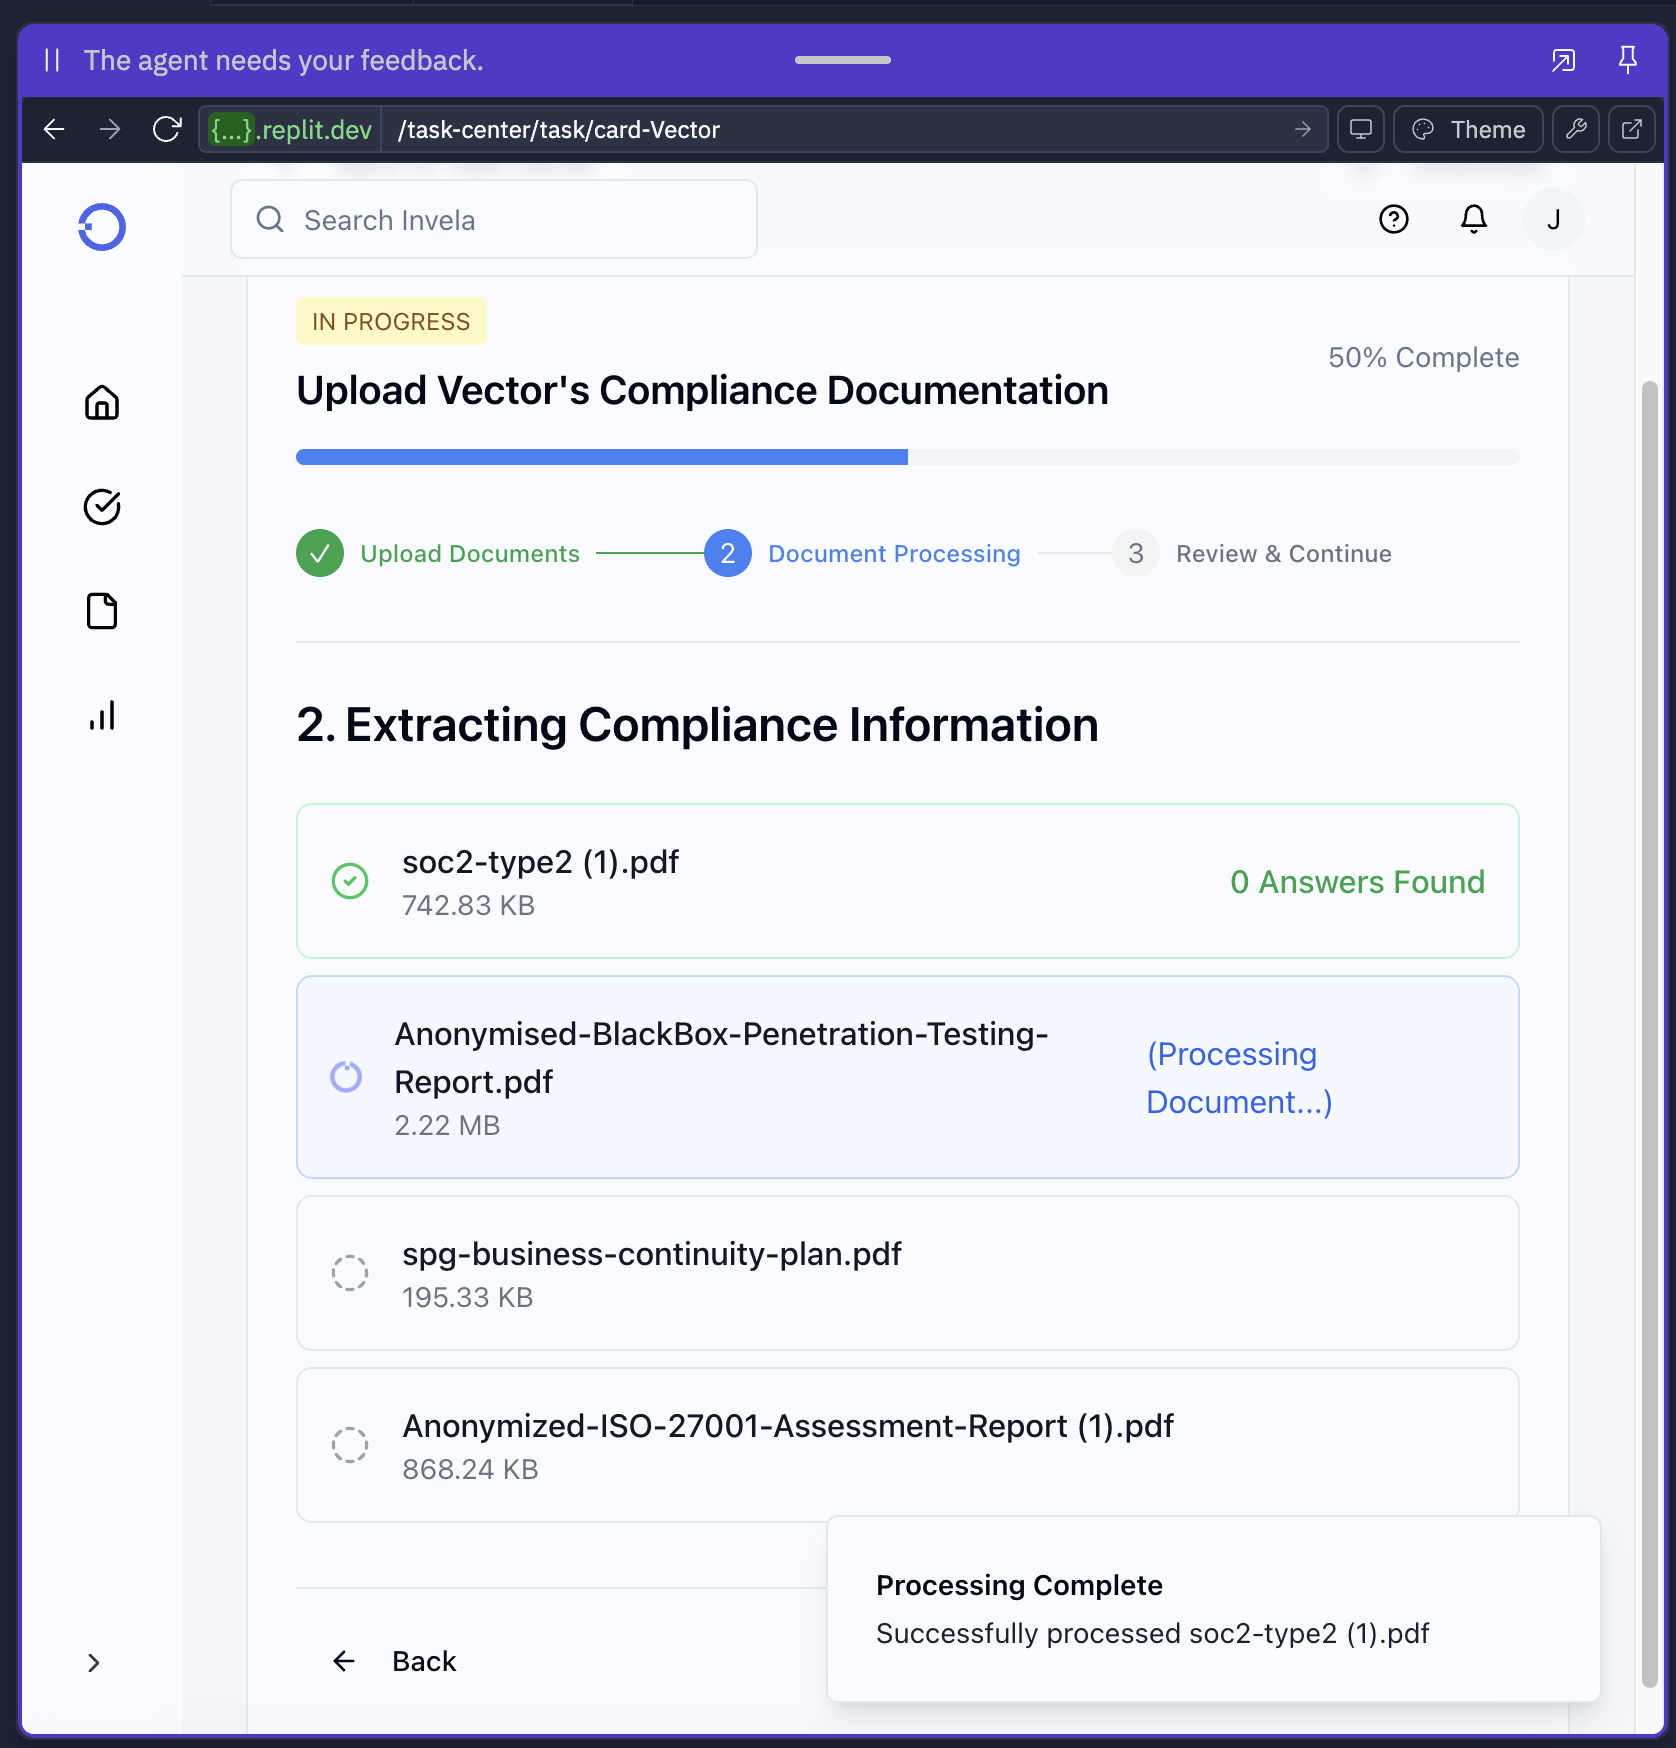 The agent needs your feedback.
{...}.replit.dev
/task-center/task/card-Vector
Theme
Search Invela
J
IN PROGRESS
50% Complete
Upload Vector's Compliance Documentation
Upload Documents
2
Document Processing
3
Review & Continue
2. Extracting Compliance Information
soc2-type2 (1).pdf
742.83 KB
0 Answers Found
Anonymised-BlackBox-Penetration-Testing-
Report.pdf
2.22 MB
(Processing
Document...)
spg-business-continuity-plan.pdf
195.33 KB
Anonymized-ISO-27001-Assessment-Report (1).pdf
868.24 KB
Processing Complete
Successfully processed soc2-type2 (1).pdf
Back